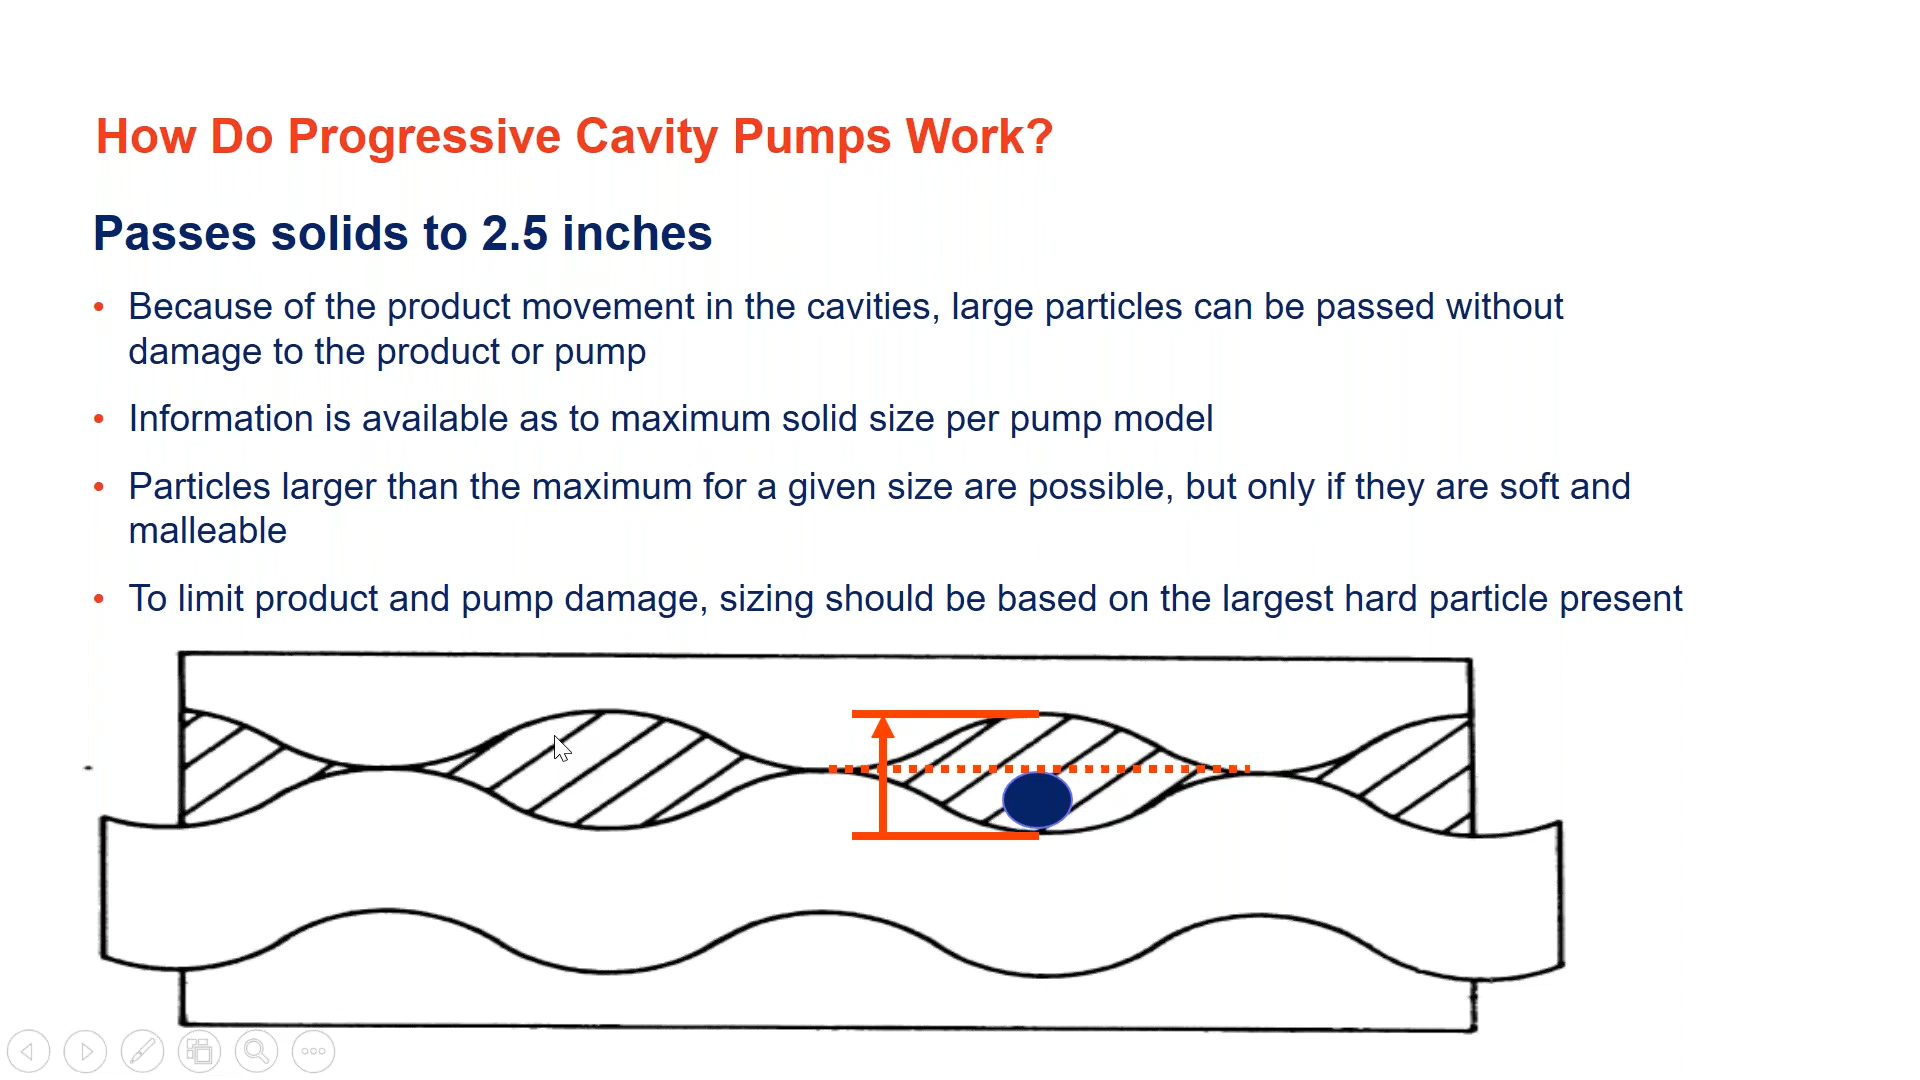 How Do Progressive Cavity Pumps Work?
Passes solids to 2.5 inches
• Because of the product movement in the cavities, large particles can be passed without
damage to the product or pump
• Information is available as to maximum solid size per pump model
• Particles larger than the maximum for a given size are possible, but only if they are soft and
malleable
• To limit product and pump damage, sizing should be based on the largest hard particle present